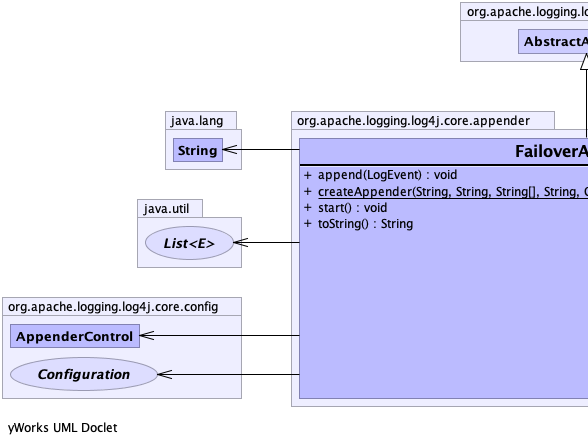 org.apache.logging.lo
AbstractA
java.lang
String
org.apache.logging.log4j.core.appender
FailoverA
+ append(LogEvent) : void
+ createAppender(String, String, String[], String, C
+ start() : void
+ toString() : String
java.util
List<E>
org.apache.logging.log4j.core.config
AppenderControl
Configuration
yWorks UML Doclet